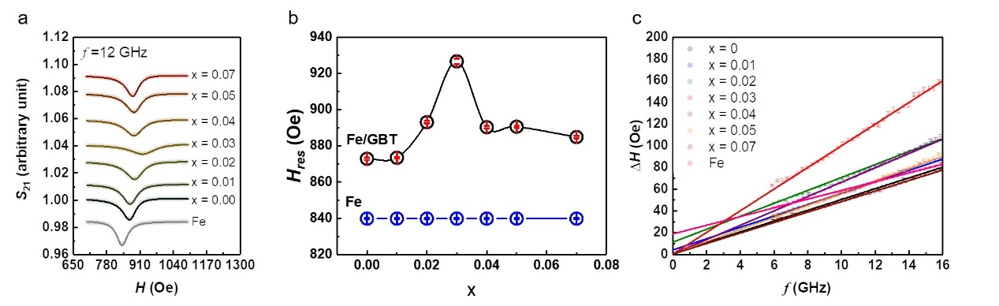 a
1.12
1.10
1.08
1.06
1.04
1.02
1.00
0.98
0.96
S21 (arbitrary unit)
f =12 GHz
x = 0.07
x = 0.05
x = 0.04
x = 0.03
x = 0.02
x = 0.01
x = 0.00
Fe
650 780 910 1040 1170 1300
H (Oe)
b
940
920
900
880
860
840
820
Hres (Oe)
Fe/GBT
Fe
0.00 0.02 0.04 0.06 0.08
x
c
200
180
160
140
120
100
80
60
40
20
0
ΔH (Oe)
x = 0
x = 0.01
x = 0.02
x = 0.03
x = 0.04
x = 0.05
x = 0.07
Fe
0 2 4 6 8 10 12 14 16
f (GHz)